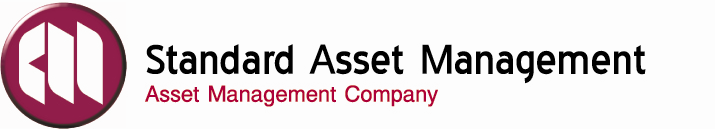 Standard Asset Management
Asset Management Company